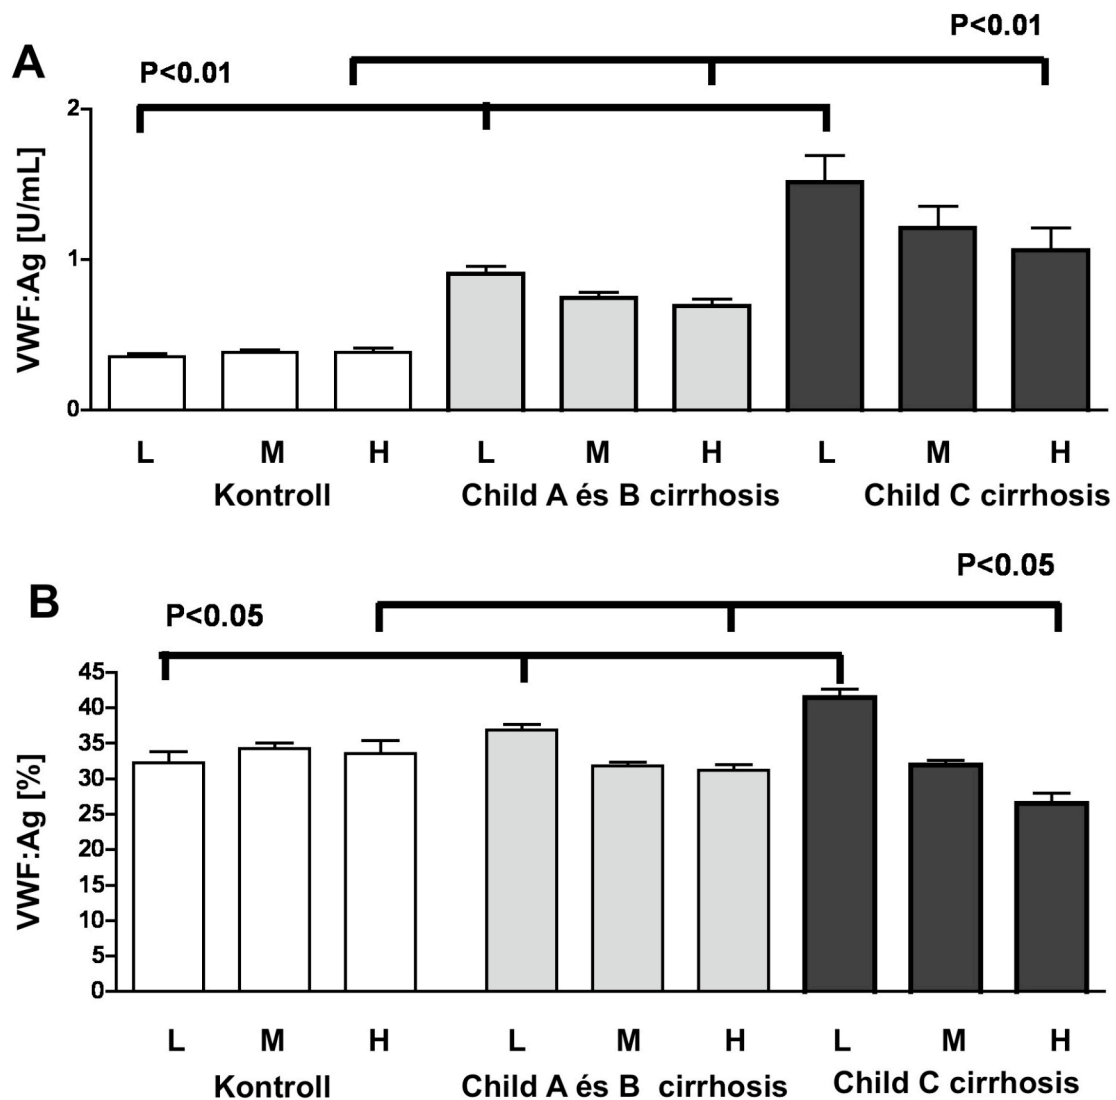 P<0.01
A
P<0.01
2
1
0
VWF:Ag [U/mL]
L M H L M H L M H
Kontroll Child A és B cirrhosis Child C cirrhosis
P<0.05
B
P<0.05
45
40
35
30
25
20
15
10
5
0
VWF:Ag [%]
L M H L M H L M H
Kontroll Child A és B cirrhosis Child C cirrhosis